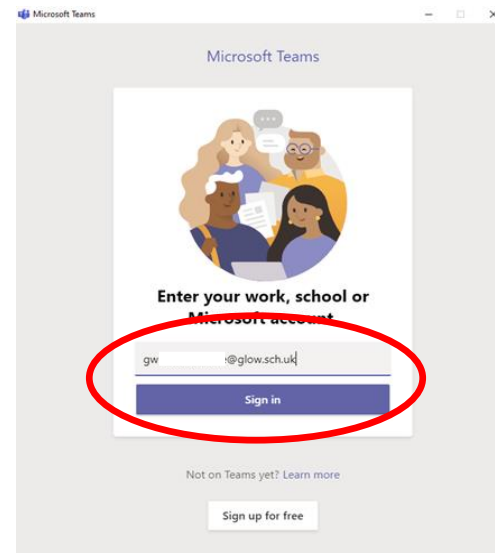 Microsoft Teams
Microsoft Teams
Enter your work, school or
Microsoft account
gw :@glow.sch.uk
Sign in
Not on Teams yet? Learn more
Sign up for free